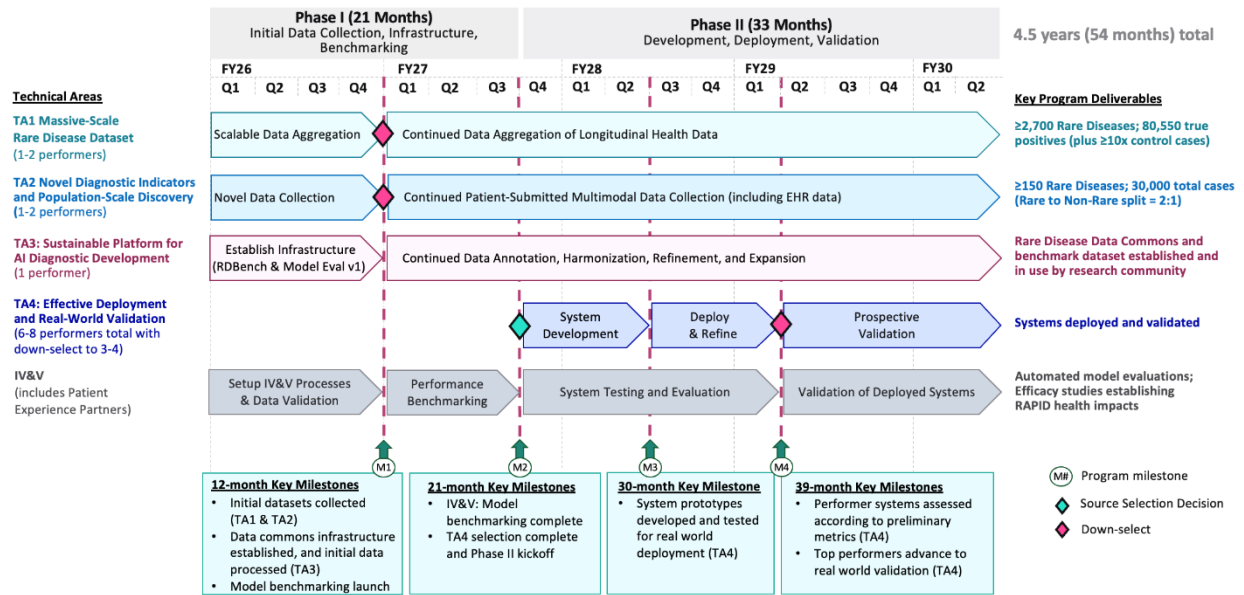 Phase I (21 Months)
Initial Data Collection, Infrastructure,
Benchmarking
Phase II (33 Months)
Development, Deployment, Validation
4.5 years (54 months) total
FY26
FY27
FY28
FY29
FY30
Q1 Q2 Q3 Q4 Q1 Q2 Q3 Q4 Q1 Q2 Q3 Q4 Q1 Q2
Technical Areas
Key Program Deliverables
TA1 Massive-Scale
Rare Disease Dataset
(1-2 performers)
Scalable Data Aggregation
Continued Data Aggregation of Longitudinal Health Data
≥2,700 Rare Diseases; 80,550 true
positives (plus ≥10x control cases)
TA2 Novel Diagnostic Indicators
and Population-Scale Discovery
(1-2 performers)
Novel Data Collection
Continued Patient-Submitted Multimodal Data Collection (including EHR data)
≥150 Rare Diseases; 30,000 total cases
(Rare to Non-Rare split = 2:1)
TA3: Sustainable Platform for
AI Diagnostic Development
(1 performer)
Establish Infrastructure
(RDBench & Model Eval v1)
Continued Data Annotation, Harmonization, Refinement, and Expansion
Rare Disease Data Commons and
benchmark dataset established and
in use by research community
TA4: Effective Deployment
and Real-World Validation
(6-8 performers total with
down-select to 3-4)
System
Development
Deploy
& Refine
Prospective
Validation
Systems deployed and validated
IV&V
(includes Patient
Experience Partners)
Setup IV&V Processes
& Data Validation
Performance
Benchmarking
System Testing and Evaluation
Validation of Deployed Systems
Automated model evaluations;
Efficacy studies establishing
RAPID health impacts
M1
M2
M3
M4
12-month Key Milestones
• Initial datasets collected
(TA1 & TA2)
• Data commons infrastructure
established, and initial data
processed (TA3)
• Model benchmarking launch
21-month Key Milestones
• IV&V: Model
benchmarking complete
• TA4 selection complete
and Phase II kickoff
30-month Key Milestone
• System prototypes
developed and tested
for real world
deployment (TA4)
39-month Key Milestones
• Performer systems assessed
according to preliminary
metrics (TA4)
• Top performers advance to
real world validation (TA4)
M# Program milestone
Source Selection Decision
Down-select